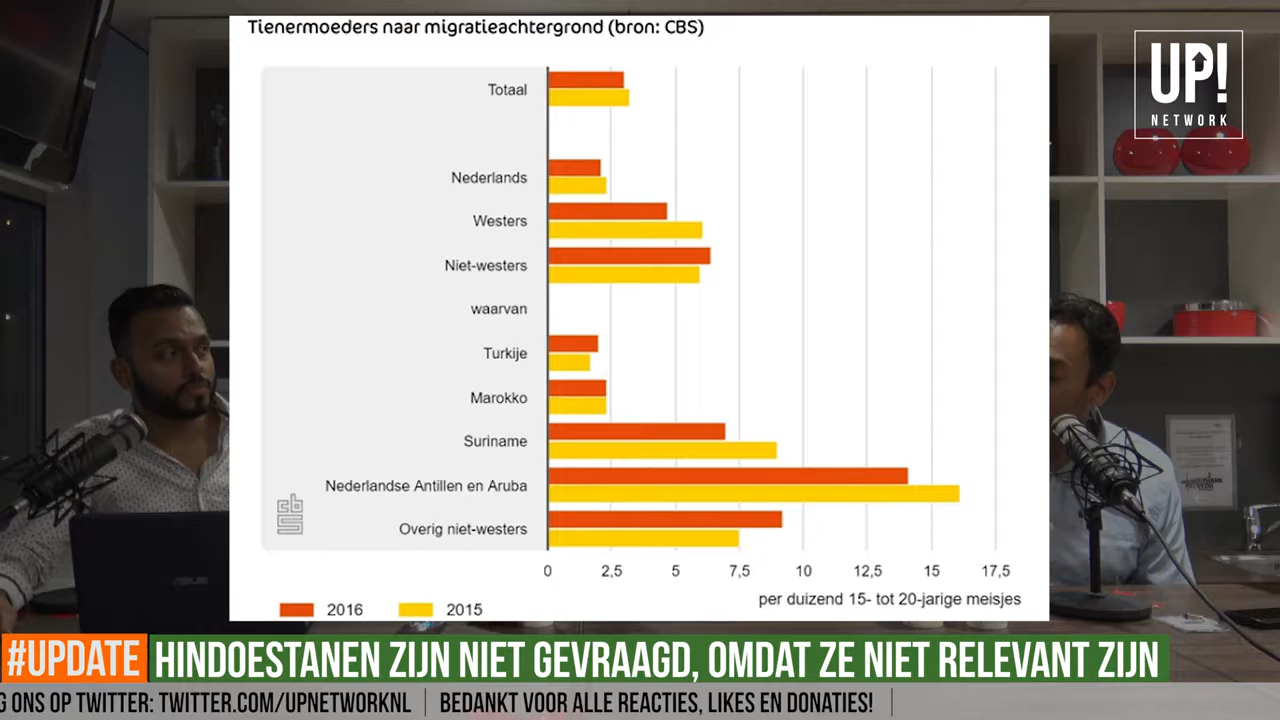 Tienermoeders naar migratieachtergrond (bron: CBS)
UP!
NETWORK
Totaal
Nederlands
Westers
Niet-westers
waarvan
Turkije
Marokko
Suriname
Nederlandse Antillen en Aruba
Overig niet-westers
cbs
0 2,5 5 7,5 10 12,5 15 17,5
per duizend 15- tot 20-jarige meisjes
2016 2015
#UPDATE HINDOESTANEN ZIJN NIET GEVRAAGD, OMDAT ZE NIET RELEVANT ZIJN
G ONS OP TWITTER: TWITTER.COM/UPNETWORKNL BEDANKT VOOR ALLE REACTIES, LIKES EN DONATIES!